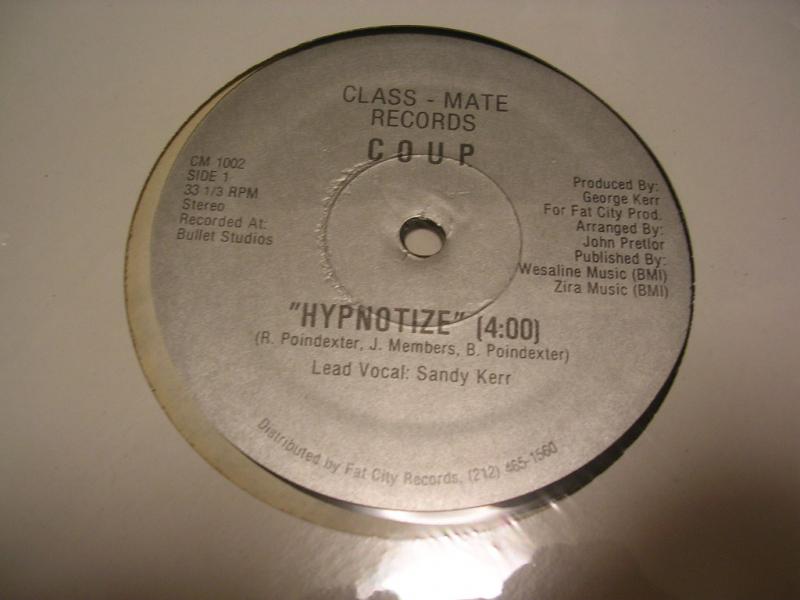 CLASS - MATE
RECORDS
COUP
CM 1002
SIDE 1
33 1/3 RPM
Stereo
Recorded At:
Bullet Studios
Produced By:
George Kerr
For Fat City Prod.
Arranged By:
John Pretlor
Published By:
Wesaline Music (BMI)
Zira Music (BMI)
"HYPNOTIZE" (4:00)
(R. Poindexter, J. Members, B. Poindexter)
Lead Vocal: Sandy Kerr
Distributed by Fat City Records, (212) 465-1560